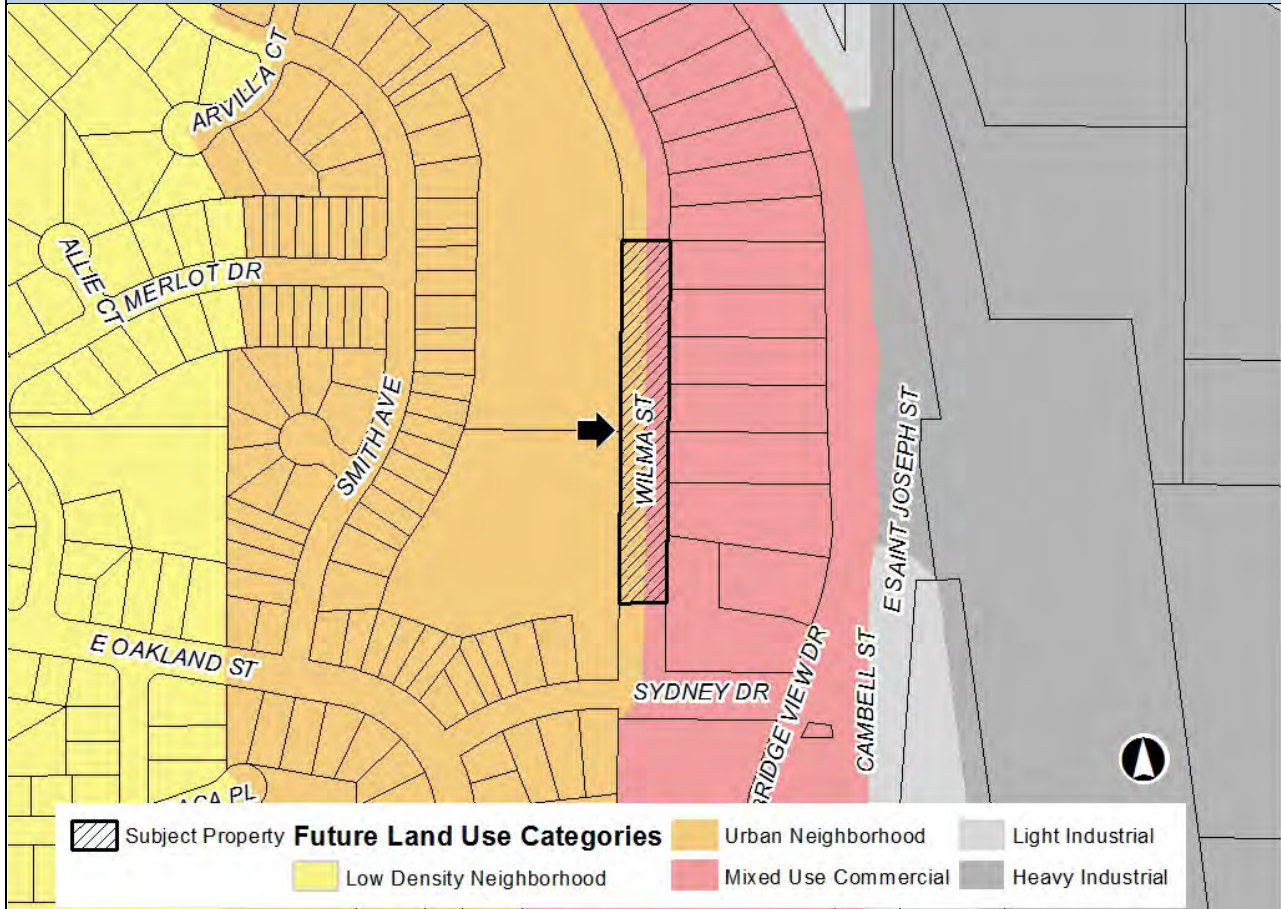 ARVILLA CT
ALLIE CT
MERLOT DR
SMITH AVE
WILMA ST
E SAINT JOSEPH ST
E OAKLAND ST
SYDNEY DR
BRIDGE VIEW DR
CAMBELL ST
PL
Subject Property
Future Land Use Categories
Low Density Neighborhood
Urban Neighborhood
Mixed Use Commercial
Light Industrial
Heavy Industrial